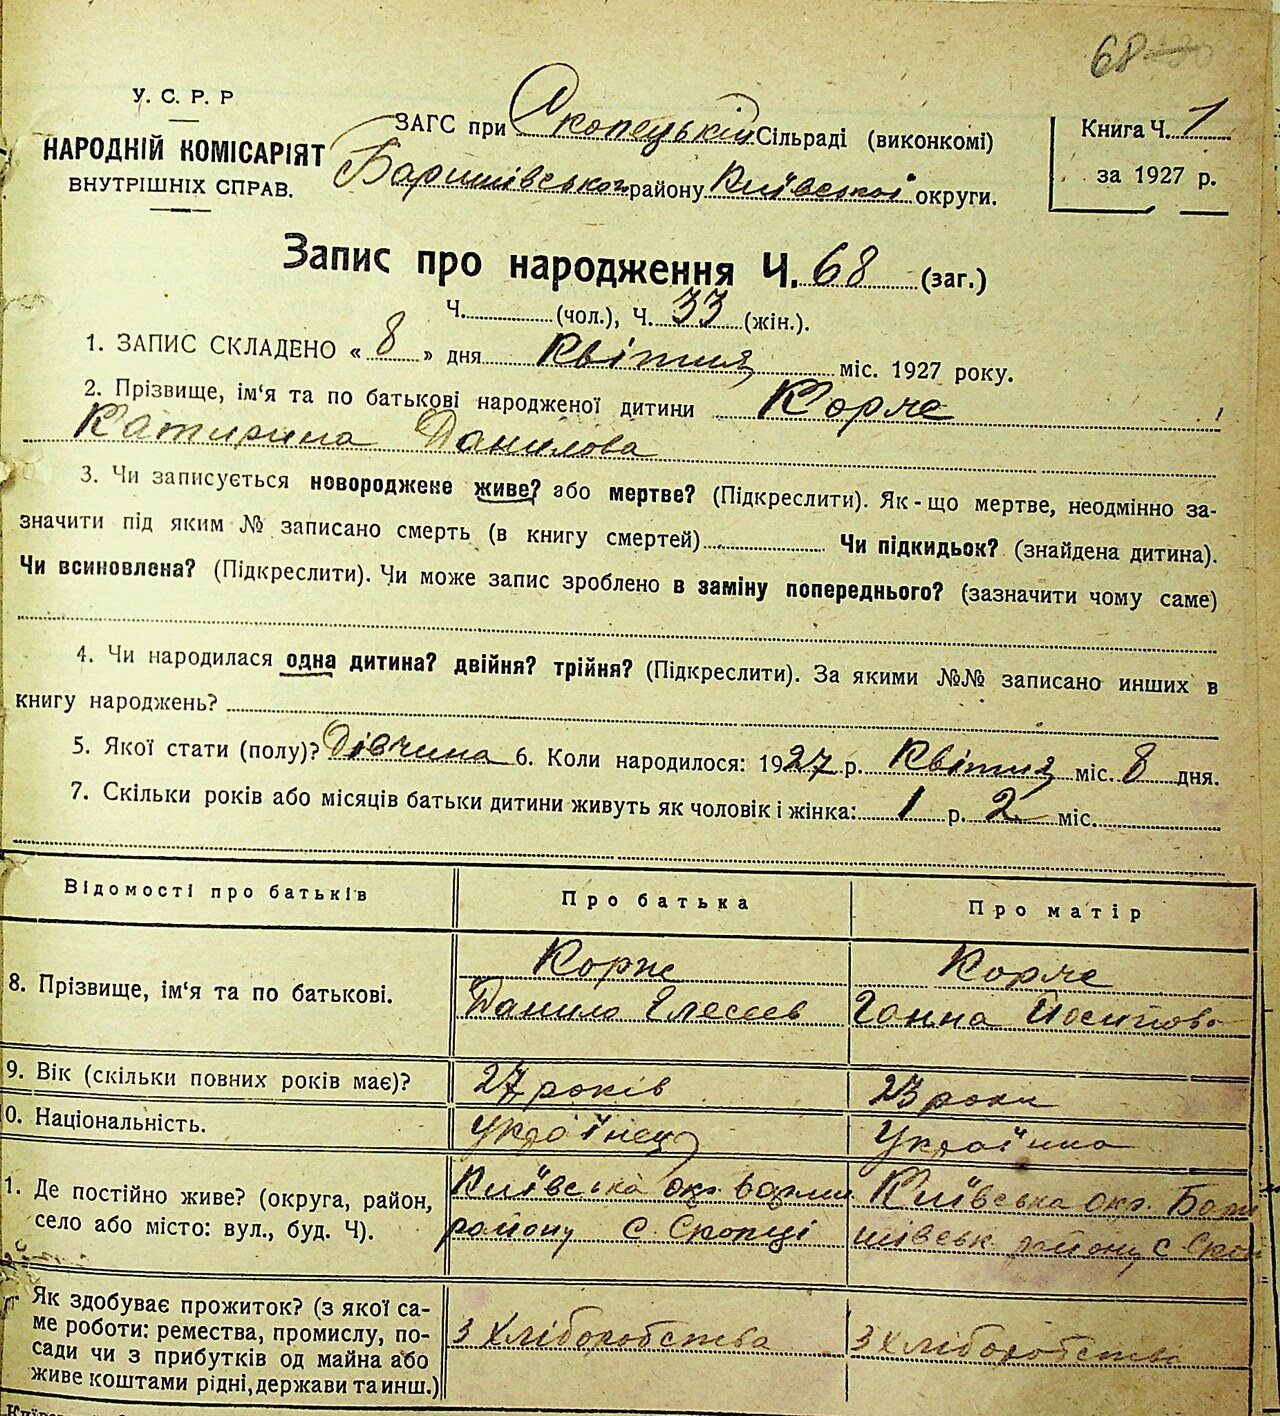 68
У. С. Р. Р
НАРОДНІЙ КОМІСАРІЯТ
ВНУТРІШНІХ СПРАВ.
ЗАГС при Скопецькій Сільраді (виконкомі)
Баришівського району Київської округи.
Книга Ч. 1
за 1927 р.
Запис про народження Ч. 68 (заг.)
Ч. (чол.), Ч. 33 (жін.).
1. ЗАПИС СКЛАДЕНО « 8 » дня Квітня міс. 1927 року.
2. Прізвище, ім'я та по батькові народженої дитини Корж
Катирина Данилова
3. Чи записується новороджене живе? або мертве? (Підкреслити). Як-що мертве, неодмінно за-
значити під яким № записано смерть (в книгу смертей) Чи підкидьок? (знайдена дитина).
Чи всиновлена? (Підкреслити). Чи може запис зроблено в заміну попереднього? (зазначити чому саме)
4. Чи народилася одна дитина? двійня? трійня? (Підкреслити). За якими №№ записано инших в
книгу народжень?
5. Якої стати (полу)? Дівчина 6. Коли народилося: 1927 р. Квітня міс. 8 дня.
7. Скільки років або місяців батьки дитини живуть як чоловік і жінка: 1 р. 2 міс.
Відомості про батьків
Про батька
Про матір
8. Прізвище, ім'я та по батькові.
Корж
Данило Елесеєв
Корж
Ганна Йосипова
9. Вік (скільки повних років має)?
27 років
23 роки
0. Національність.
Українець
Українка
1. Де постійно живе? (округа, район,
село або місто: вул., буд. Ч).
Київська окр. Бориш
району с. Скопці
Київська окр. Бори
шівськ району с. Скоп
Як здобуває прожиток? (з якої са-
ме роботи: ремества, промислу, по-
сади чи з прибутків од майна або
живе коштами рідні, держави та инш.)
З Хліборобства
З Хліборобства